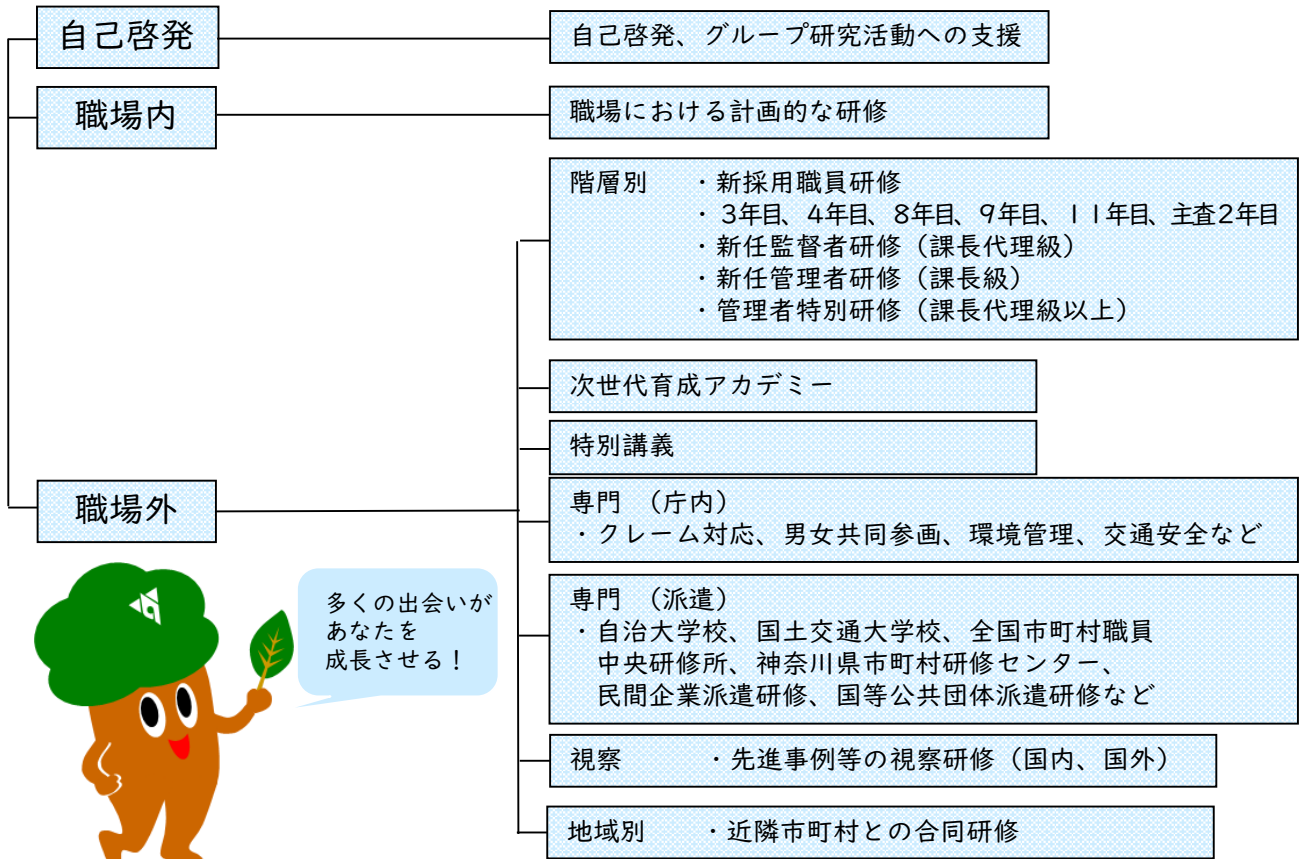 自己啓発
自己啓発、グループ研究活動への支援
職場内
職場における計画的な研修
階層別 ・新採用職員研修
・3年目、4年目、8年目、9年目、11年目、主査2年目
・新任監督者研修（課長代理級）
・新任管理者研修（課長級）
・管理者特別研修（課長代理級以上）
次世代育成アカデミー
特別講義
職場外
専門 （庁内）
・クレーム対応、男女共同参画、環境管理、交通安全など
専門 （派遣）
・自治大学校、国土交通大学校、全国市町村職員
中央研修所、神奈川県市町村研修センター、
民間企業派遣研修、国等公共団体派遣研修など
視察 ・先進事例等の視察研修（国内、国外）
地域別 ・近隣市町村との合同研修
多くの出会いが
あなたを
成長させる！